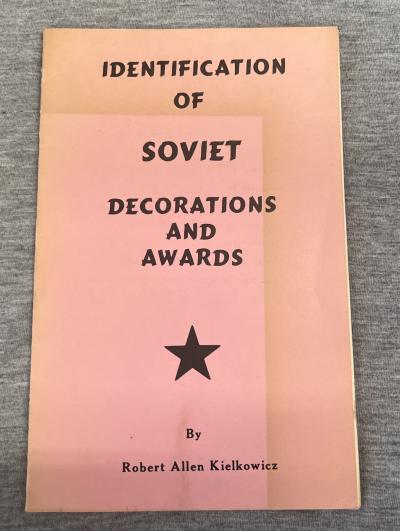 IDENTIFICATION
OF
SOVIET
DECORATIONS
AND
AWARDS
By
Robert Allen Kielkowicz